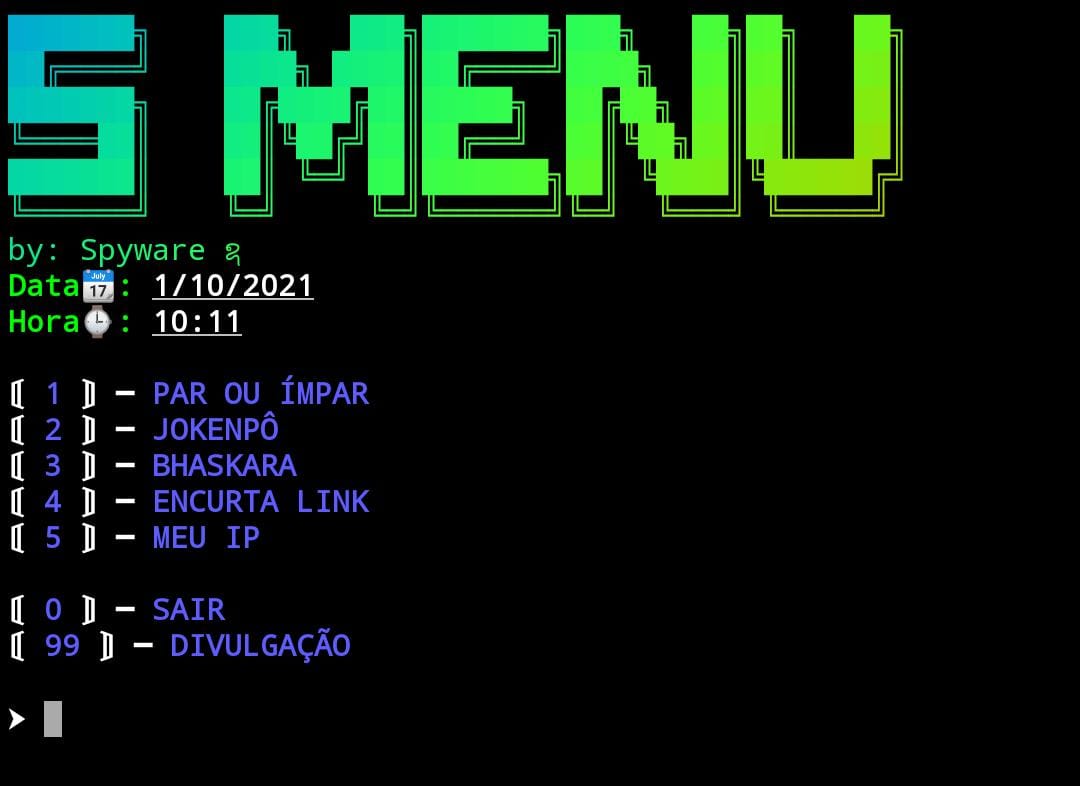 S MENU
by: Spyware
Data📅: 1/10/2021
Hora⌚: 10:11
⟦ 1 ⟧ – PAR OU ÍMPAR
⟦ 2 ⟧ – JOKENPÔ
⟦ 3 ⟧ – BHASKARA
⟦ 4 ⟧ – ENCURTA LINK
⟦ 5 ⟧ – MEU IP
⟦ 0 ⟧ – SAIR
⟦ 99 ⟧ – DIVULGAÇÃO
➤